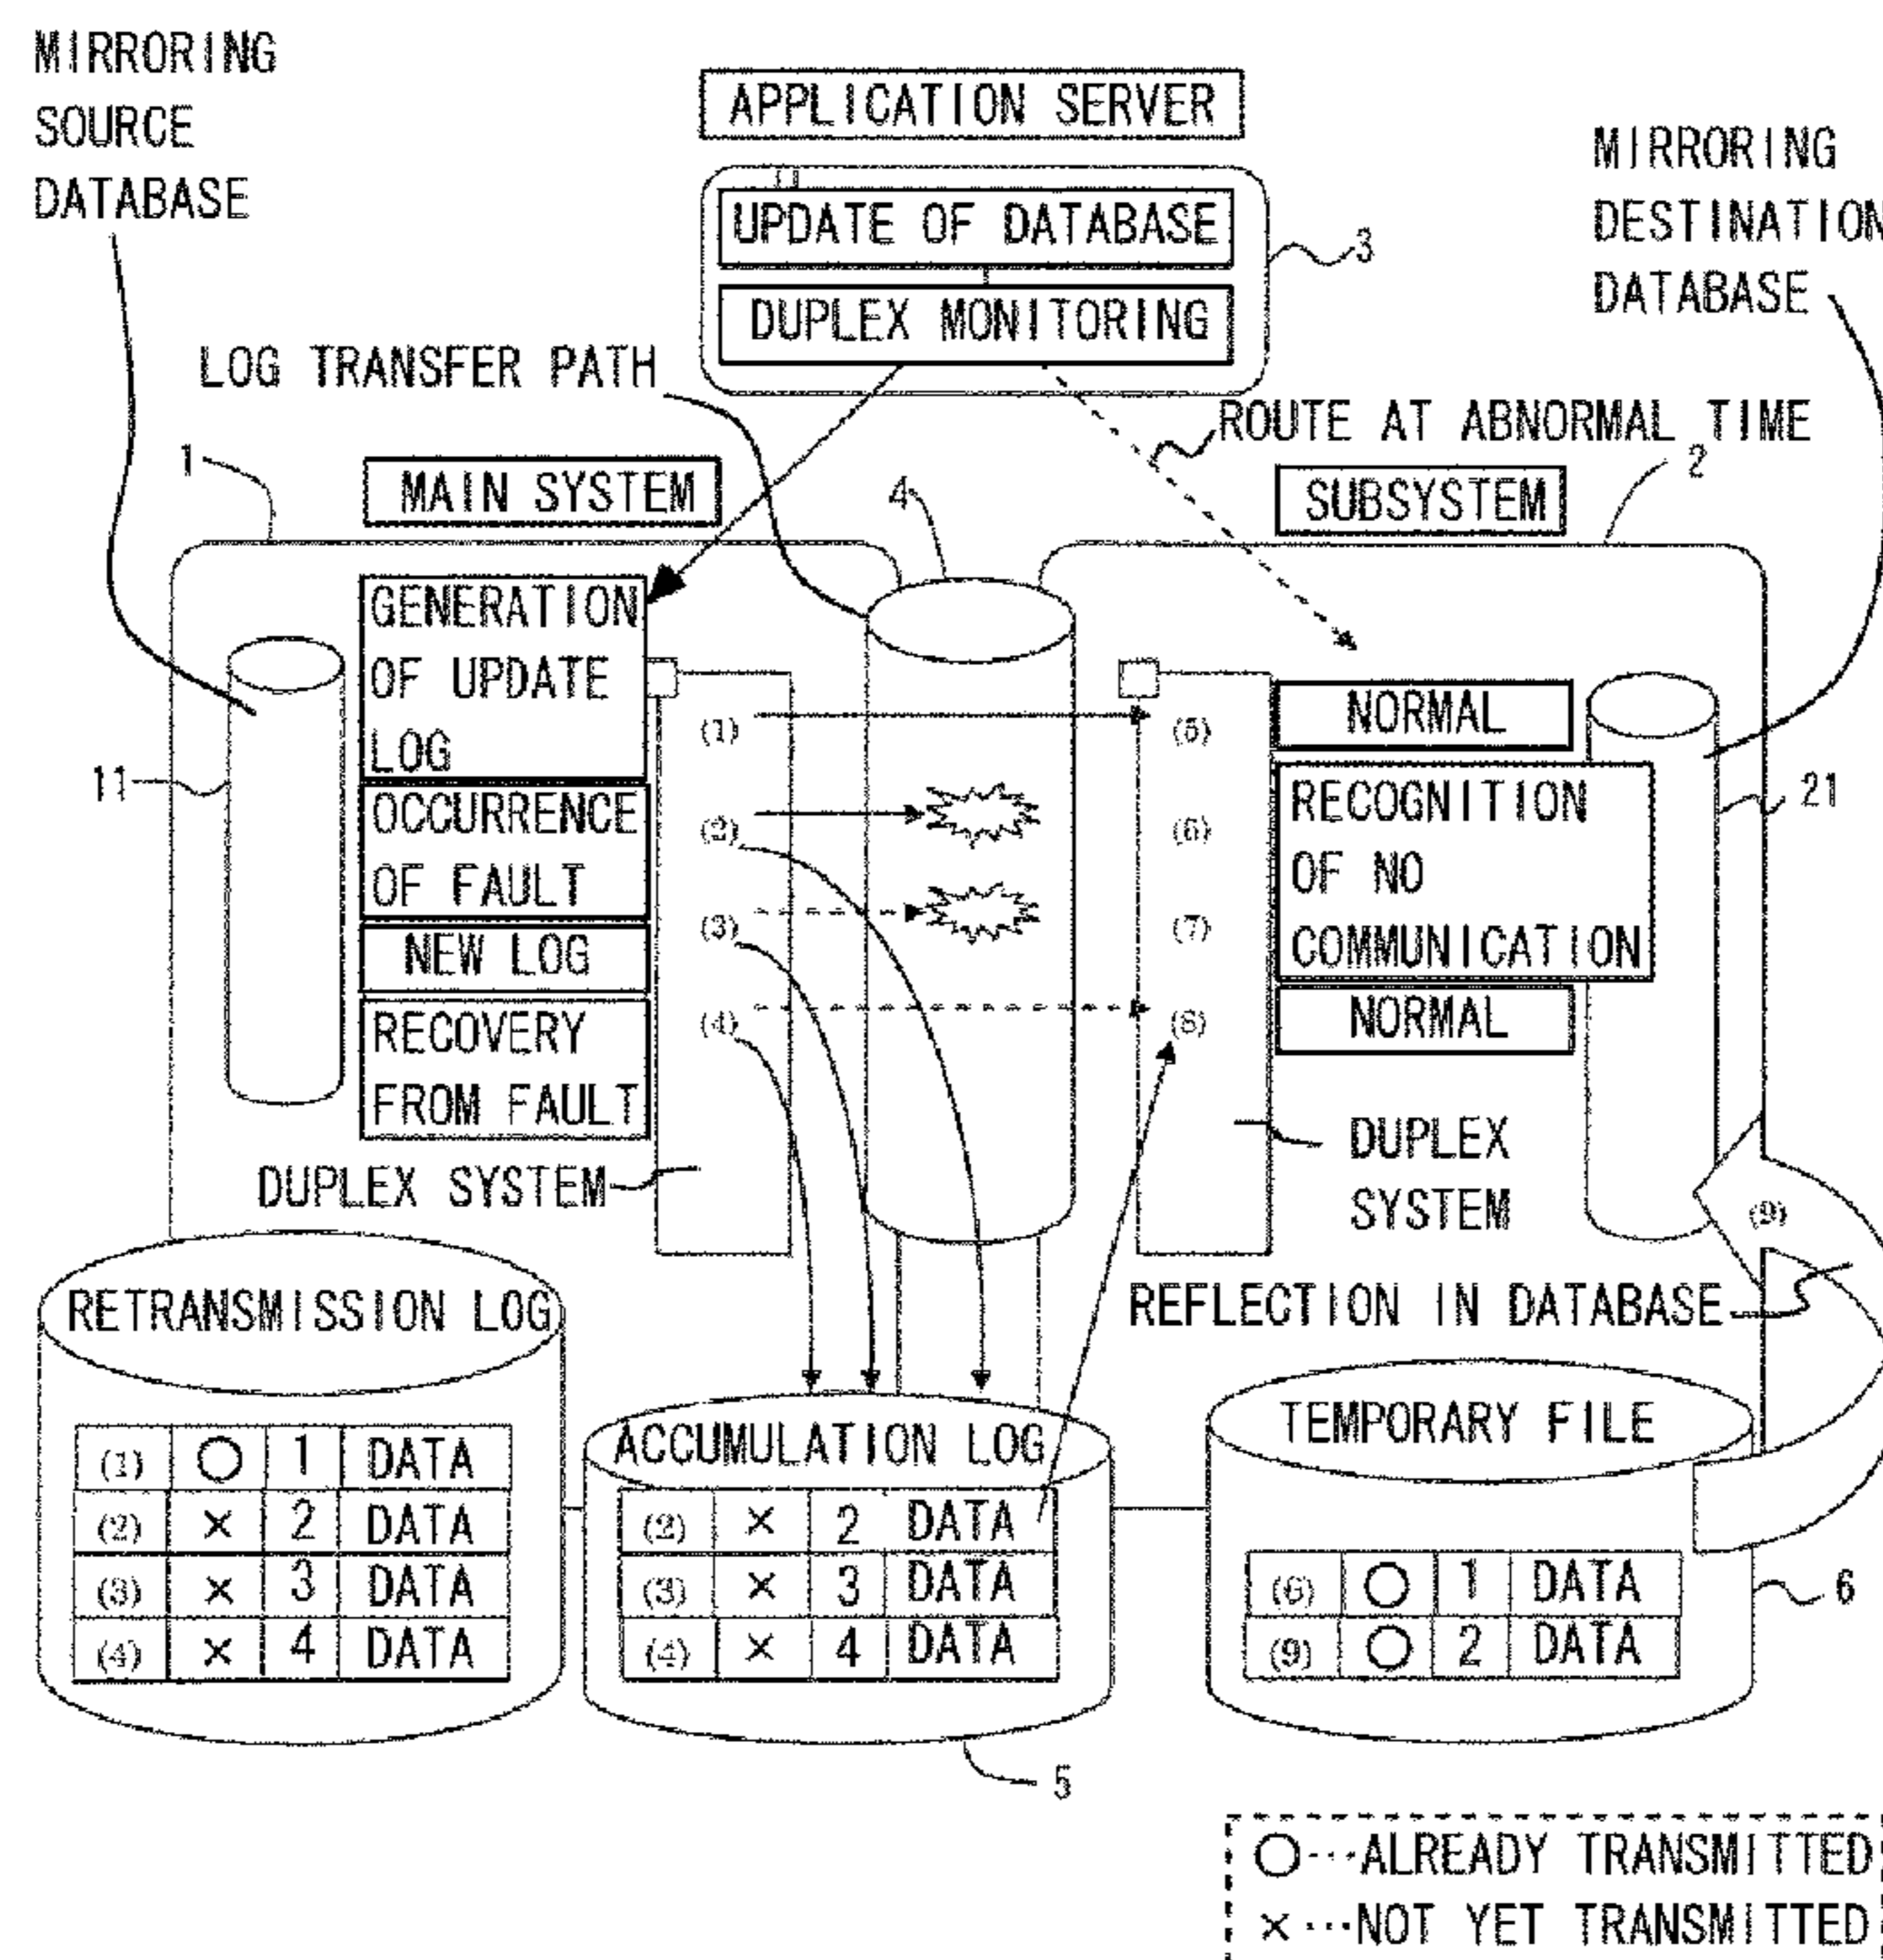 MIRRORING
SOURCE
DATABASE
APPLICATION SERVER
UPDATE OF DATABASE
DUPLEX MONITORING
3
MIRRORING
DESTINATION
DATABASE
LOG TRANSFER PATH
ROUTE AT ABNORMAL TIME
1
MAIN SYSTEM
4
SUBSYSTEM
2
GENERATION
OF UPDATE
LOG
OCCURRENCE
OF FAULT
NEW LOG
RECOVERY
FROM FAULT
11
(1)
(2)
(3)
(4)
(5)
(6)
(7)
(8)
NORMAL
RECOGNITION
OF NO
COMMUNICATION
NORMAL
21
DUPLEX SYSTEM
DUPLEX
SYSTEM
(9)
REFLECTION IN DATABASE
RETRANSMISSION LOG
(1) ○ 1 DATA
(2) × 2 DATA
(3) × 3 DATA
(4) × 4 DATA
ACCUMULATION LOG
(2) × 2 DATA
(3) × 3 DATA
(4) × 4 DATA
5
TEMPORARY FILE
(6) ○ 1 DATA
(9) ○ 2 DATA
6
○···ALREADY TRANSMITTED
×···NOT YET TRANSMITTED